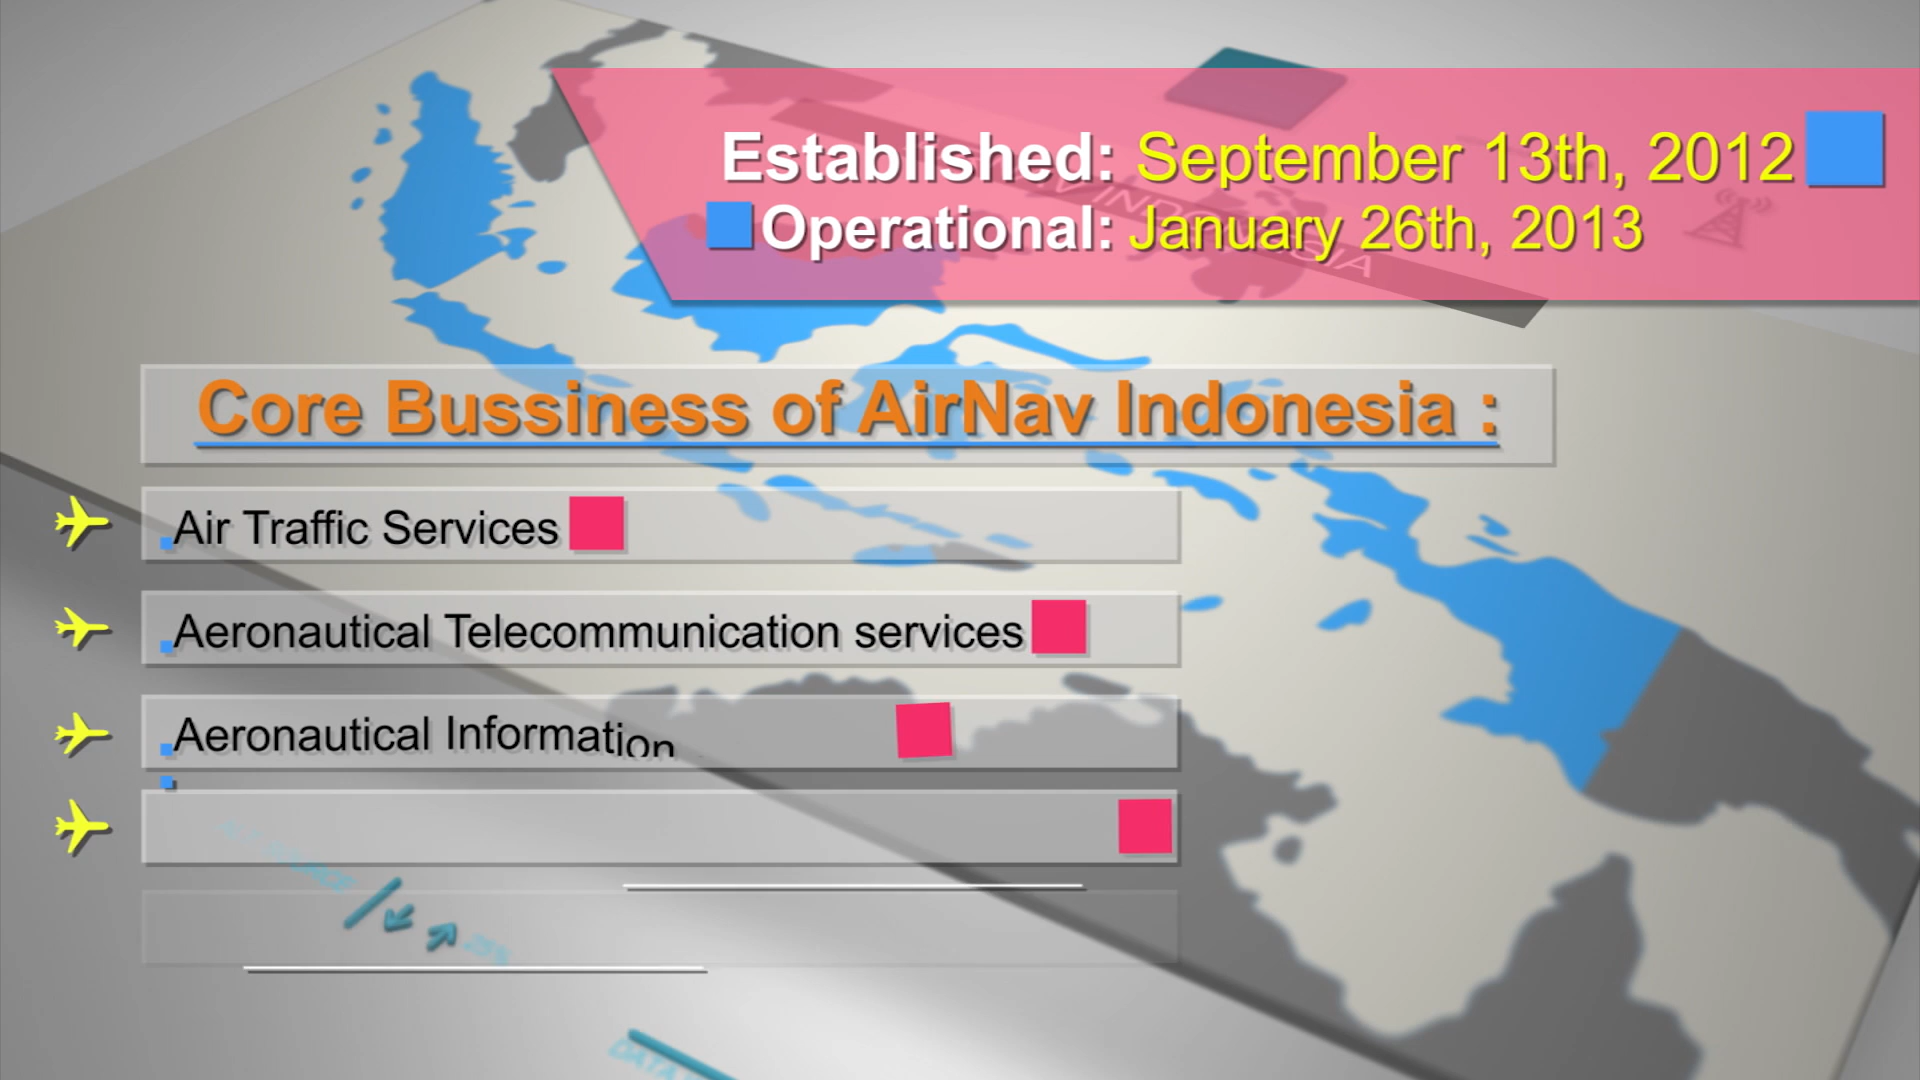 Established: September 13th, 2012
Operational: January 26th, 2013
Core Bussiness of AirNav Indonesia :
Air Traffic Services
Aeronautical Telecommunication services
Aeronautical Information
DATA